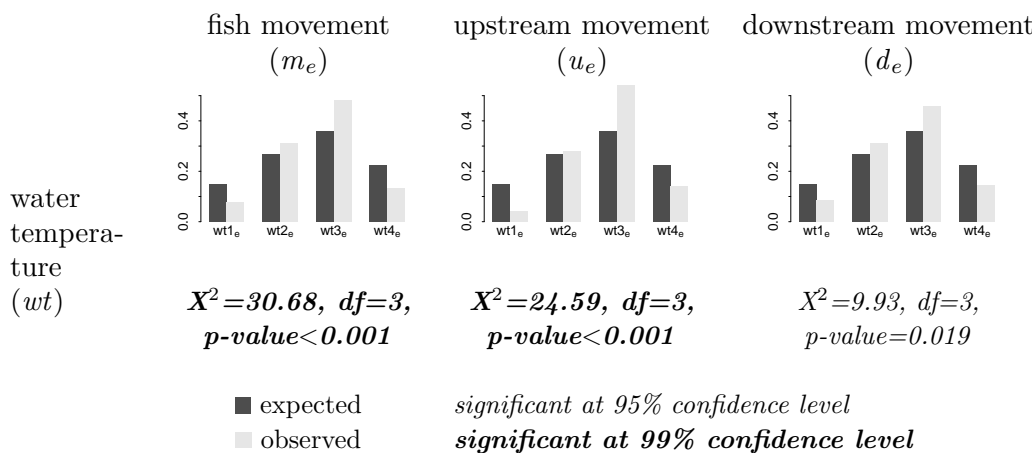 fish movement
(m_e)
upstream movement
(u_e)
downstream movement
(d_e)
water
tempera-
ture
(wt)
0.0 0.2 0.4
wt1_e wt2_e wt3_e wt4_e
0.0 0.2 0.4
wt1_e wt2_e wt3_e wt4_e
0.0 0.2 0.4
wt1_e wt2_e wt3_e wt4_e
X²=30.68, df=3,
p-value<0.001
X²=24.59, df=3,
p-value<0.001
X²=9.93, df=3,
p-value=0.019
expected
observed
significant at 95% confidence level
significant at 99% confidence level